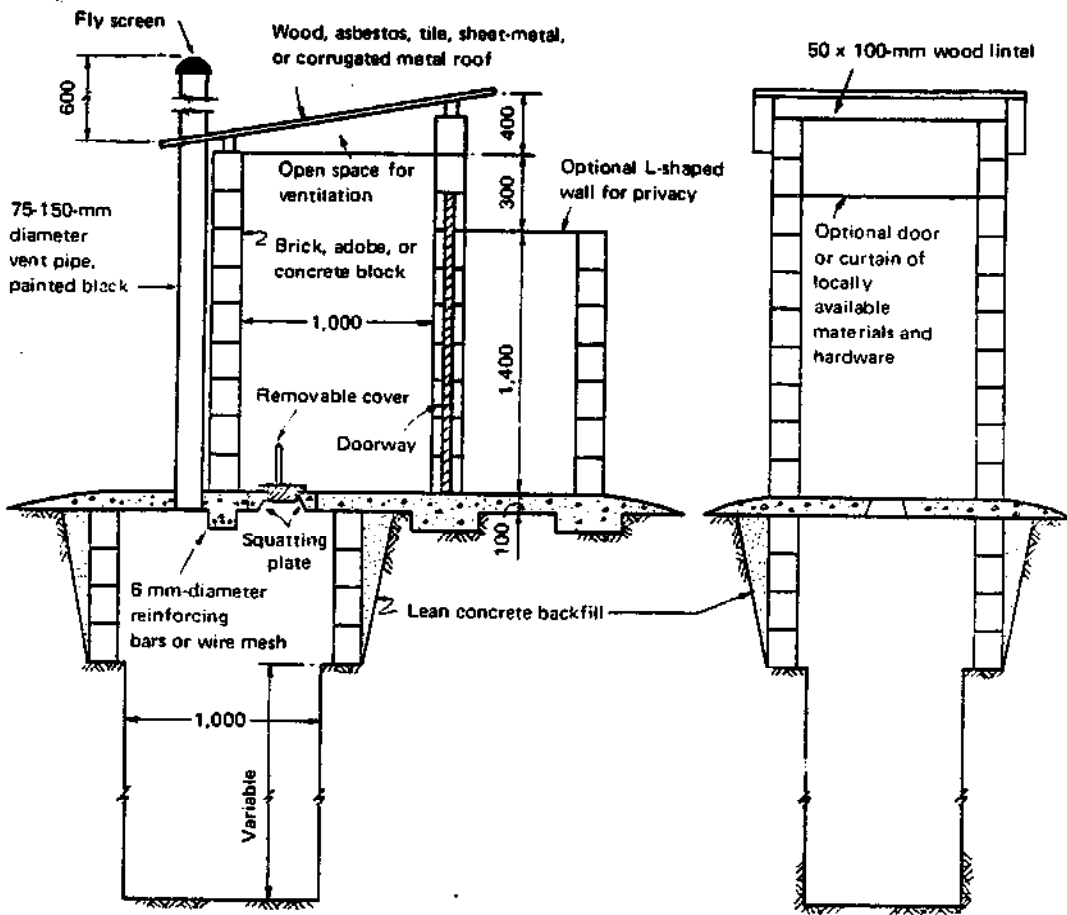 Fly screen
Wood, asbestos, tile, sheet-metal,
or corrugated metal roof
50 x 100-mm wood lintel
600
400
Open space for
ventilation
Optional L-shaped
wall for privacy
300
75-150-mm
diameter
vent pipe,
painted black
Brick, adobe, or
concrete block
Optional door
or curtain of
locally
available
materials and
hardware
1,000
1,400
Removable cover
Doorway
Squatting
plate
100
6 mm-diameter
reinforcing
bars or wire mesh
Lean concrete backfill
1,000
Variable